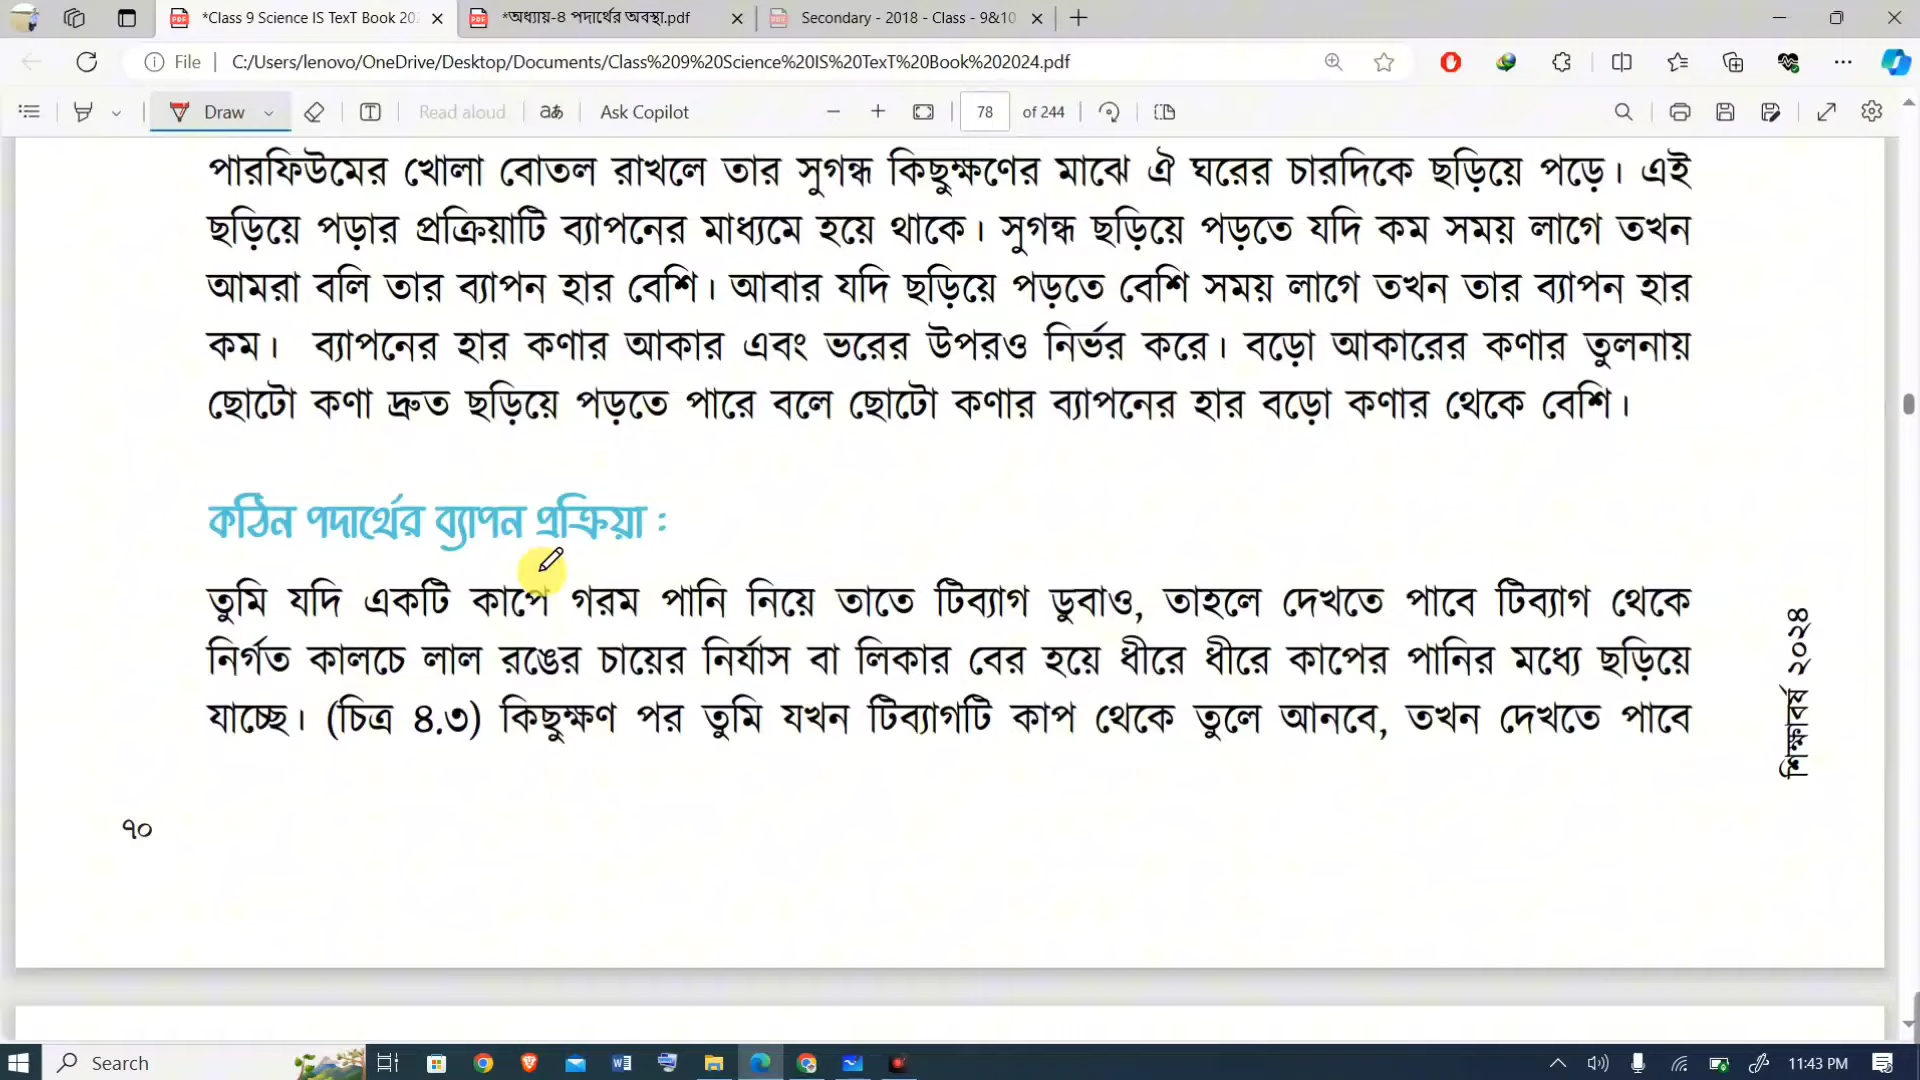 *Class 9 Science IS TexT Book 202
*অধ্যায়-৪ পদার্থের অবস্থা.pdf
Secondary - 2018 - Class - 9&10
File
C:/Users/lenovo/OneDrive/Desktop/Documents/Class%209%20Science%20IS%20TexT%20Book%202024.pdf
Draw
Read aloud
Ask Copilot
78
of 244
পারফিউমের খোলা বোতল রাখলে তার সুগন্ধ কিছুক্ষণের মাঝে ঐ ঘরের চারদিকে ছড়িয়ে পড়ে। এই
ছড়িয়ে পড়ার প্রক্রিয়াটি ব্যাপনের মাধ্যমে হয়ে থাকে। সুগন্ধ ছড়িয়ে পড়তে যদি কম সময় লাগে তখন
আমরা বলি তার ব্যাপন হার বেশি। আবার যদি ছড়িয়ে পড়তে বেশি সময় লাগে তখন তার ব্যাপন হার
কম। ব্যাপনের হার কণার আকার এবং ভরের উপরও নির্ভর করে। বড়ো আকারের কণার তুলনায়
ছোটো কণা দ্রুত ছড়িয়ে পড়তে পারে বলে ছোটো কণার ব্যাপনের হার বড়ো কণার থেকে বেশি।
কঠিন পদার্থের ব্যাপন প্রক্রিয়া :
তুমি যদি একটি কাপে গরম পানি নিয়ে তাতে টিব্যাগ ডুবাও, তাহলে দেখতে পাবে টিব্যাগ থেকে
নির্গত কালচে লাল রঙের চায়ের নির্যাস বা লিকার বের হয়ে ধীরে ধীরে কাপের পানির মধ্যে ছড়িয়ে
যাচ্ছে। (চিত্র ৪.৩) কিছুক্ষণ পর তুমি যখন টিব্যাগটি কাপ থেকে তুলে আনবে, তখন দেখতে পাবে
শিক্ষাবর্ষ ২০২৪
৭০
Search
11:43 PM